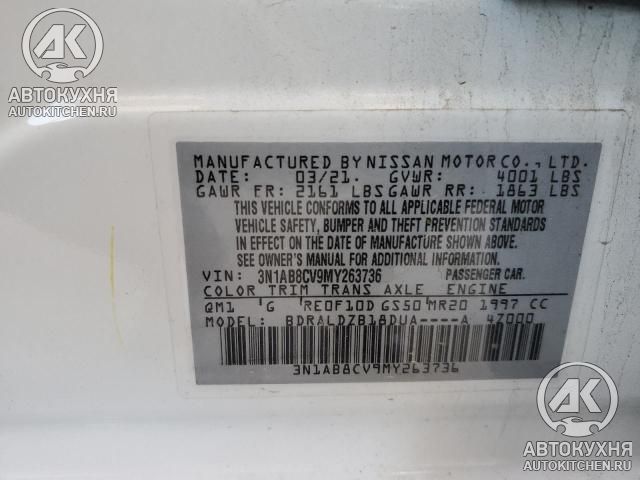 АК
АВТОКУХНЯ
AUTOKITCHEN.RU
MANUFACTURED BY NISSAN MOTOR CO., LTD.
DATE: 03/21. GVWR: 4001 LBS
GAWR FR: 2161 LBS GAWR RR: 1863 LBS
THIS VEHICLE CONFORMS TO ALL APPLICABLE FEDERAL MOTOR
VEHICLE SAFETY, BUMPER, AND THEFT PREVENTION STANDARDS
IN EFFECT ON THE DATE OF MANUFACTURE SHOWN ABOVE.
SEE OWNER'S MANUAL FOR ADDITIONAL INFORMATION.
VIN: 3N1AB8CV9MY263736 PASSENGER CAR.
COLOR TRIM TRANS AXLE ENGINE
QM1 G RE0F10D GS50 MR20 1997 CC
MODEL: BDRALDZB18DUA----A 47000
3N1AB8CV9MY263736
АК
АВТОКУХНЯ
AUTOKITCHEN.RU